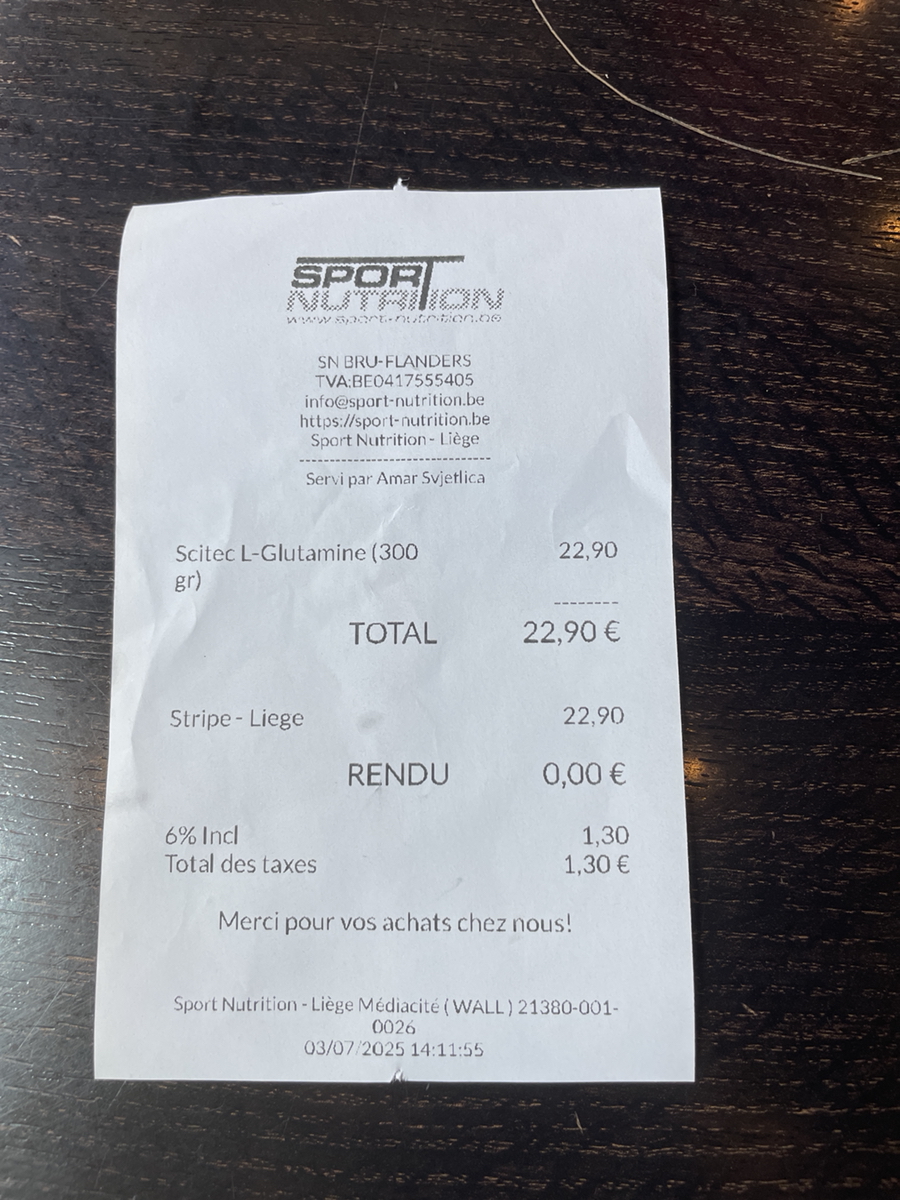 SPORT
NUTRITION
www.sport-nutrition.be
SN BRU-FLANDERS
TVA:BE0417555405
info@sport-nutrition.be
https://sport-nutrition.be
Sport Nutrition - Liège
-------------------------------
Servi par Amar Svjetlica
Scitec L-Glutamine (300 22,90
gr)
--------
TOTAL 22,90 €
Stripe - Liege 22,90
RENDU 0,00 €
6% Incl 1,30
Total des taxes 1,30 €
Merci pour vos achats chez nous!
Sport Nutrition - Liège Médiacité ( WALL ) 21380-001-
0026
03/07/2025 14:11:55